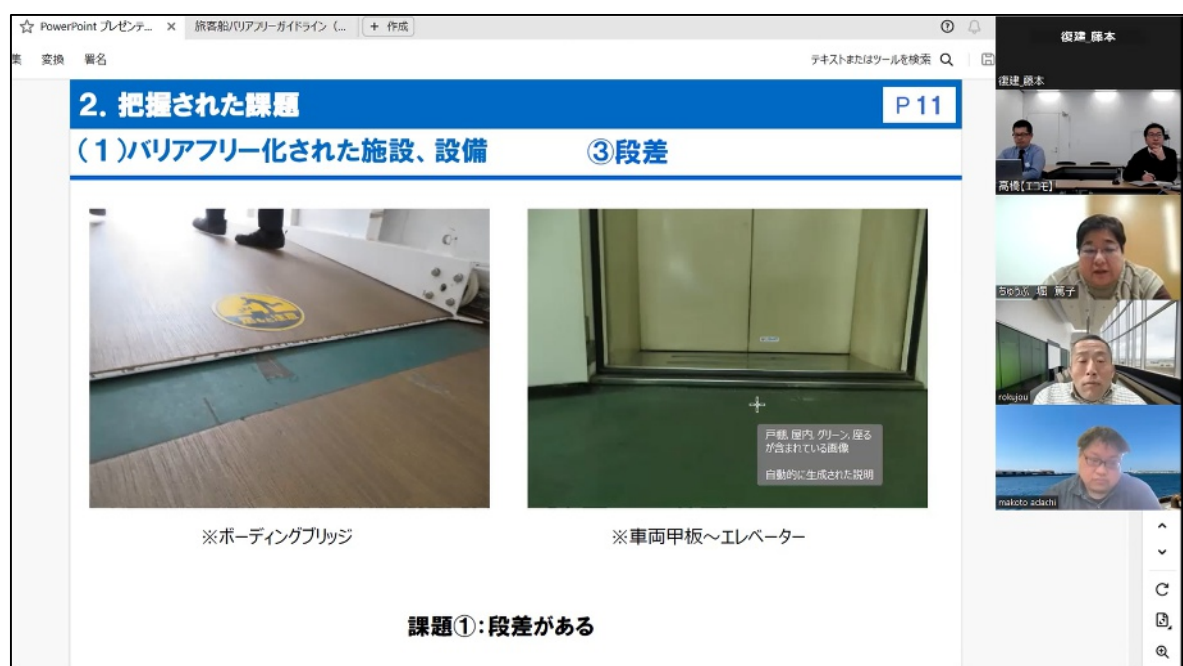 PowerPoint プレゼンテ...
旅客船バリアフリーガイドライン（...
+ 作成
集 変換 署名
テキストまたはツールを検索
2. 把握された課題
P11
（1）バリアフリー化された施設、設備 ③段差
※ボーディングブリッジ
※車両甲板～エレベーター
戸棚, 屋内, グリーン, 座る
が含まれている画像
自動的に生成された説明
課題①：段差がある
復建_藤本
復建_藤本
高橋【エコモ】
ちゅうぶ_堀 篤子
rokujou
makoto adachi